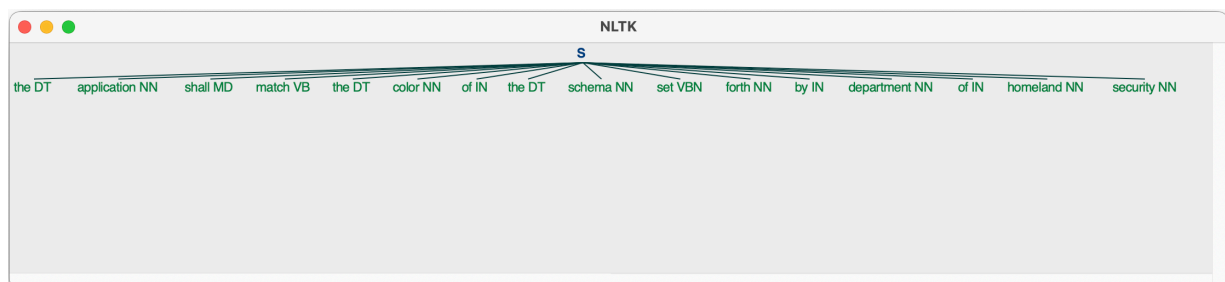 NLTK
S
the DT application NN shall MD match VB the DT color NN of IN the DT schema NN set VBN forth NN by IN department NN of IN homeland NN security NN